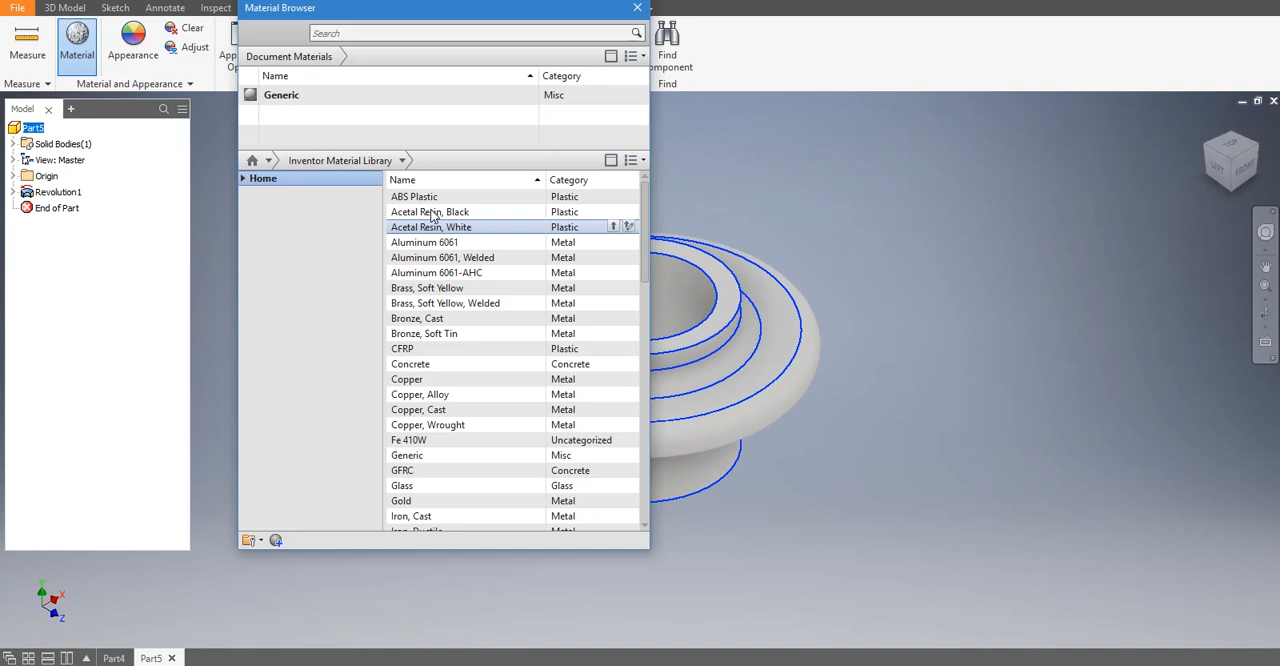 File 3D Model Sketch Annotate Inspect Material Browser
Measure Material Appearance Clear Adjust Find
Search
Document Materials
Name Category
Generic Misc
Measure Material and Appearance Find
Model
Part5
Solid Bodies(1)
View: Master
Origin
Revolution1
End of Part
Inventor Material Library
Home
Name Category
ABS Plastic Plastic
Acetal Resin, Black Plastic
Acetal Resin, White Plastic
Aluminum 6061 Metal
Aluminum 6061, Welded Metal
Aluminum 6061-AHC Metal
Brass, Soft Yellow Metal
Brass, Soft Yellow, Welded Metal
Bronze, Cast Metal
Bronze, Soft Tin Metal
CFRP Plastic
Concrete Concrete
Copper Metal
Copper, Alloy Metal
Copper, Cast Metal
Copper, Wrought Metal
Fe 410W Uncategorized
Generic Misc
GFRC Concrete
Glass Glass
Gold Metal
Iron, Cast Metal
TOP
LEFT FRONT
Y
X
Z
Part4 Part5